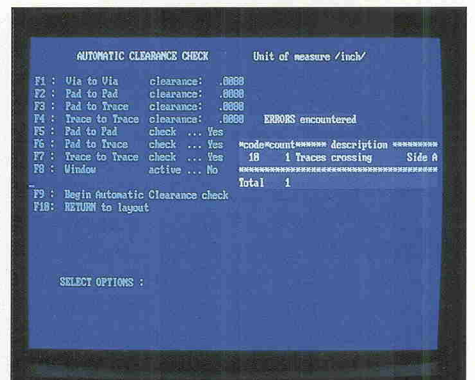 AUTOMATIC CLEARANCE CHECK Unit of measure /inch/
F1 : Via to Via clearance: .0000
F2 : Pad to Pad clearance: .0000
F3 : Pad to Trace clearance: .0000
F4 : Trace to Trace clearance: .0000 ERRORS encountered
F5 : Pad to Pad check ... Yes
F6 : Pad to Trace check ... Yes *code*count****** description *********
F7 : Trace to Trace check ... Yes 10 1 Traces crossing Side A
F8 : Window active ... No ***************************************
Total 1
F9 : Begin Automatic Clearance check
F10: RETURN to layout
SELECT OPTIONS :